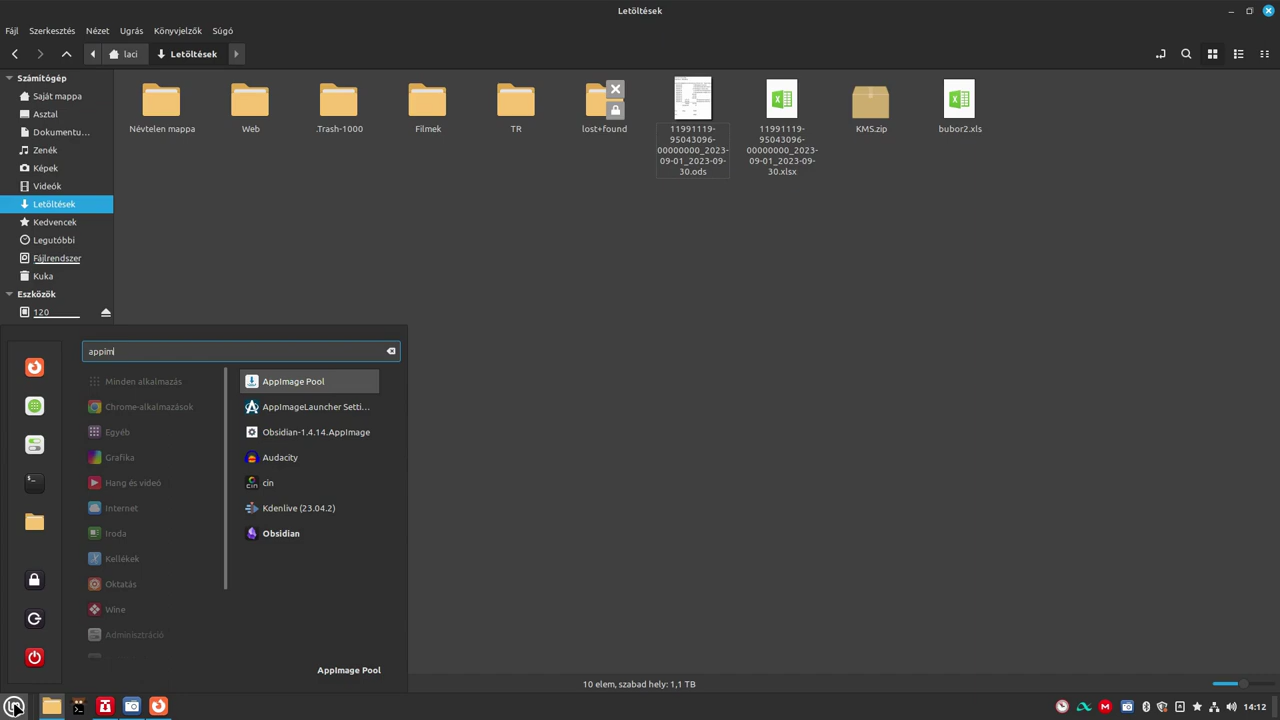 Letöltések
Fájl Szerkesztés Nézet Ugrás Könyvjelzők Súgó
laci Letöltések
Számítógép
Saját mappa
Asztal
Dokumentu...
Zenék
Képek
Videók
Letöltések
Kedvencek
Legutóbbi
Fájlrendszer
Kuka
Eszközök
120
Névtelen mappa
Web
.Trash-1000
Filmek
TR
lost+found
11991119-
95043096-
00000000_2023-
09-01_2023-09-
30.ods
11991119-
95043096-
00000000_2023-
09-01_2023-09-
30.xlsx
KMS.zip
bubor2.xls
appim
Minden alkalmazás
Chrome-alkalmazások
Egyéb
Grafika
Hang és videó
Internet
Iroda
Kellékek
Oktatás
Wine
Adminisztráció
AppImage Pool
AppImageLauncher Setti...
Obsidian-1.4.14.AppImage
Audacity
cin
Kdenlive (23.04.2)
Obsidian
AppImage Pool
10 elem, szabad hely: 1,1 TB
14:12